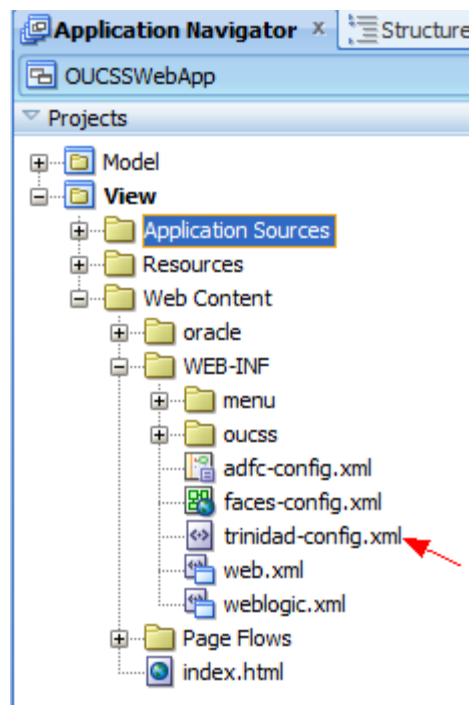 Application Navigator x Structure
OUCSSWebApp
Projects
Model
View
Application Sources
Resources
Web Content
oracle
WEB-INF
menu
oucss
adfc-config.xml
faces-config.xml
trinidad-config.xml
web.xml
weblogic.xml
Page Flows
index.html